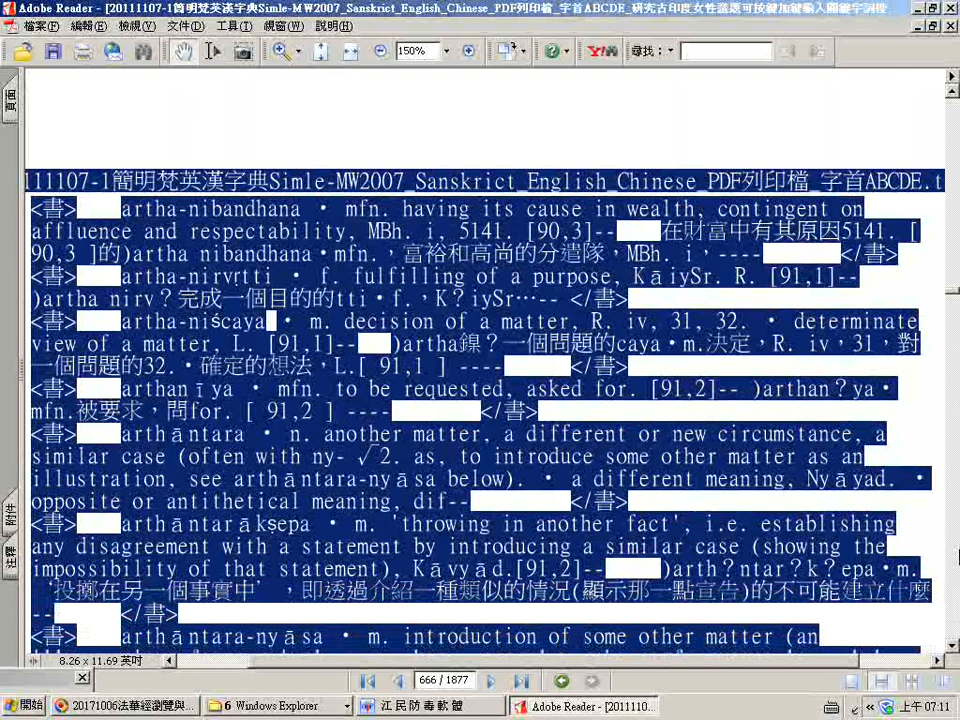 Adobe Reader - [20111107-1簡明梵英漢字典Simle-MW2007_Sanskrict_English_Chinese_PDF列印檔_字首ABCDE_研究古印度女性議題可按鍵加鍵輸入關鍵字詞搜
檔案(F) 編輯(E) 檢視(V) 文件(D) 工具(T) 視窗(W) 說明(H)
150% Y! 尋找：
頁面
111107-1簡明梵英漢字典Simle-MW2007_Sanskrict_English_Chinese_PDF列印檔_字首ABCDE.t
<書> artha-nibandhana • mfn. having its cause in wealth, contingent on
affluence and respectability, MBh. i, 5141. [90,3]-- 在財富中有其原因5141. [
90,3 ]的)artha nibandhana•mfn.，富裕和高尚的分遣隊，MBh. i，---- </書>
<書> artha-nirvṛtti • f. fulfilling of a purpose, KāiySr. R. [91,1]--
)artha nirv？完成一個目的的tti•f.，K？iySr…-- </書>
<書> artha-niścaya • m. decision of a matter, R. iv, 31, 32. • determinate
view of a matter, L. [91,1]-- )artha鎳？一個問題的caya•m.決定，R. iv，31，對
一個問題的32.•確定的想法，L.[ 91,1 ] ---- </書>
<書> arthanīya • mfn. to be requested, asked for. [91,2]-- )arthan？ya•
mfn.被要求，問for. [ 91,2 ] ---- </書>
<書> arthāntara • n. another matter, a different or new circumstance, a
similar case (often with ny- √2. as, to introduce some other matter as an
illustration, see arthāntara-nyāsa below). • a different meaning, Nyāyad. •
opposite or antithetical meaning, dif-- </書>
<書> arthāntarākṣepa • m. 'throwing in another fact', i.e. establishing
any disagreement with a statement by introducing a similar case (showing the
impossibility of that statement), Kāvyād.[91,2]-- )arth？ntar？k？epa•m.
'投擲在另一個事實中'，即透過介紹一種類似的情況(顯示那一點宣告)的不可能建立什麼
-- </書>
<書> arthāntara-nyāsa • m. introduction of some other matter (an
附件
注釋
8.26 x 11.69 英吋
666 / 1877
開始 20171006法華經瀏覽與... 6 Windows Explorer 江民防毒軟體 Adobe Reader - [2011110... 上午 07:11